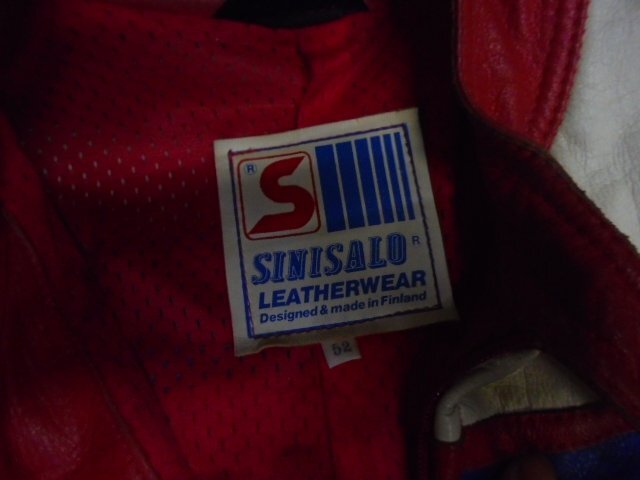 ® S
SINISALO ®
LEATHERWEAR
Designed & made in Finland
52